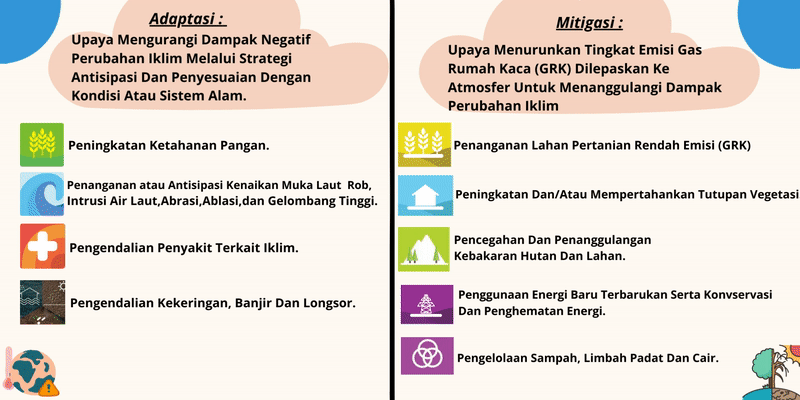 Adaptasi :
Upaya Mengurangi Dampak Negatif
Perubahan Iklim Melalui Strategi
Antisipasi Dan Penyesuaian Dengan
Kondisi Atau Sistem Alam.
Peningkatan Ketahanan Pangan.
Penanganan atau Antisipasi Kenaikan Muka Laut Rob,
Intrusi Air Laut,Abrasi,Ablasi,dan Gelombang Tinggi.
Pengendalian Penyakit Terkait Iklim.
Pengendalian Kekeringan, Banjir Dan Longsor.
Mitigasi :
Upaya Menurunkan Tingkat Emisi Gas
Rumah Kaca (GRK) Dilepaskan Ke
Atmosfer Untuk Menanggulangi Dampak
Perubahan Iklim
Penanganan Lahan Pertanian Rendah Emisi (GRK)
Peningkatan Dan/Atau Mempertahankan Tutupan Vegetasi
Pencegahan Dan Penanggulangan
Kebakaran Hutan Dan Lahan.
Penggunaan Energi Baru Terbarukan Serta Konvservasi
Dan Penghematan Energi.
Pengelolaan Sampah, Limbah Padat Dan Cair.